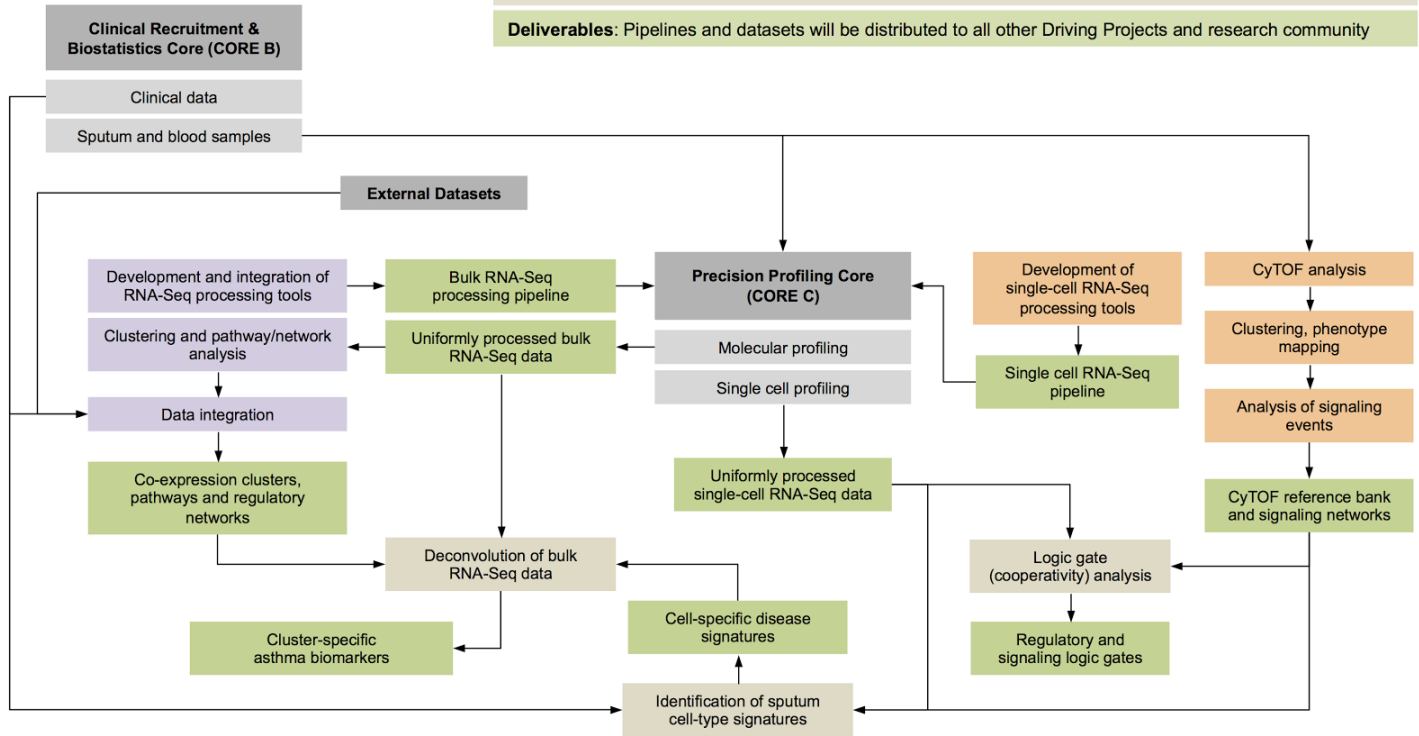 Clinical Recruitment &
Biostatistics Core (CORE B)
Deliverables: Pipelines and datasets will be distributed to all other Driving Projects and research community
Clinical data
Sputum and blood samples
External Datasets
Development and integration of
RNA-Seq processing tools
Bulk RNA-Seq
processing pipeline
Precision Profiling Core
(CORE C)
Development of
single-cell RNA-Seq
processing tools
CyTOF analysis
Clustering and pathway/network
analysis
Uniformly processed bulk
RNA-Seq data
Molecular profiling
Single cell profiling
Single cell RNA-Seq
pipeline
Clustering, phenotype
mapping
Data integration
Analysis of signaling
events
Co-expression clusters,
pathways and regulatory
networks
Uniformly processed
single-cell RNA-Seq data
CyTOF reference bank
and signaling networks
Deconvolution of bulk
RNA-Seq data
Logic gate
(cooperativity) analysis
Cluster-specific
asthma biomarkers
Cell-specific disease
signatures
Regulatory and
signaling logic gates
Identification of sputum
cell-type signatures